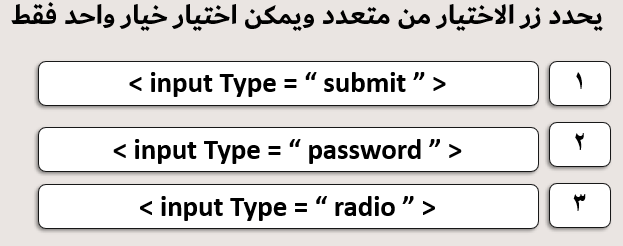 يحدد زر الاختيار من متعدد ويمكن اختيار خيار واحد فقط
١ < input Type = “ submit ” >
٢ < input Type = “ password ” >
٣ < input Type = “ radio ” >